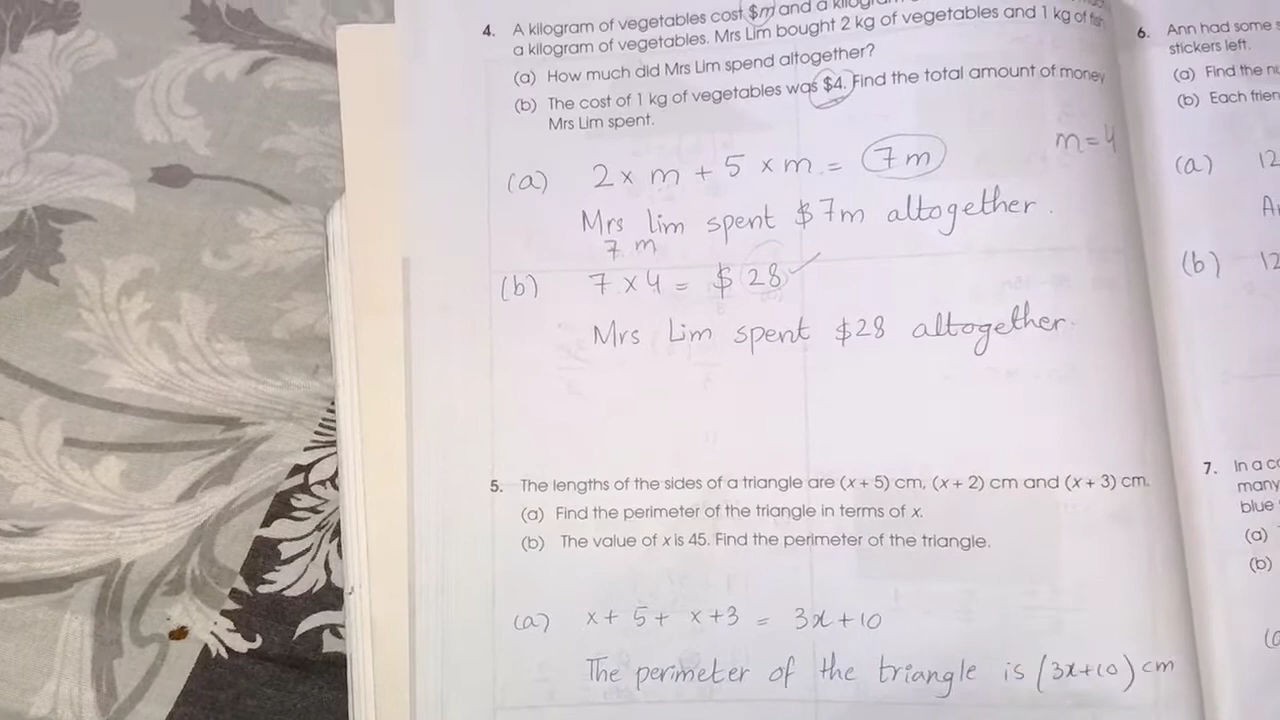 4. A kilogram of vegetables cost $m and a
a kilogram of vegetables. Mrs Lim bought 2 kg of vegetables and 1 kg of
(a) How much did Mrs Lim spend altogether?
(b) The cost of 1 kg of vegetables was $4. Find the total amount of money
Mrs Lim spent.
m=4
(a) 2 x m + 5 x m = 7m
Mrs lim spent $7m altogether.
7 m
(b) 7 x 4 = $ 28 ✓
Mrs Lim spent $28 altogether.
5. The lengths of the sides of a triangle are (x + 5) cm, (x + 2) cm and (x + 3) cm.
(a) Find the perimeter of the triangle in terms of x.
(b) The value of x is 45. Find the perimeter of the triangle.
(a) x + 5 + x + 3 = 3x + 10
The perimeter of the triangle is (3x+10) cm
6. Ann had some
stickers left.
(a) Find the
(b) Each
(a) 12
(b) 12
7. In a
many
blue
(a)
(b)